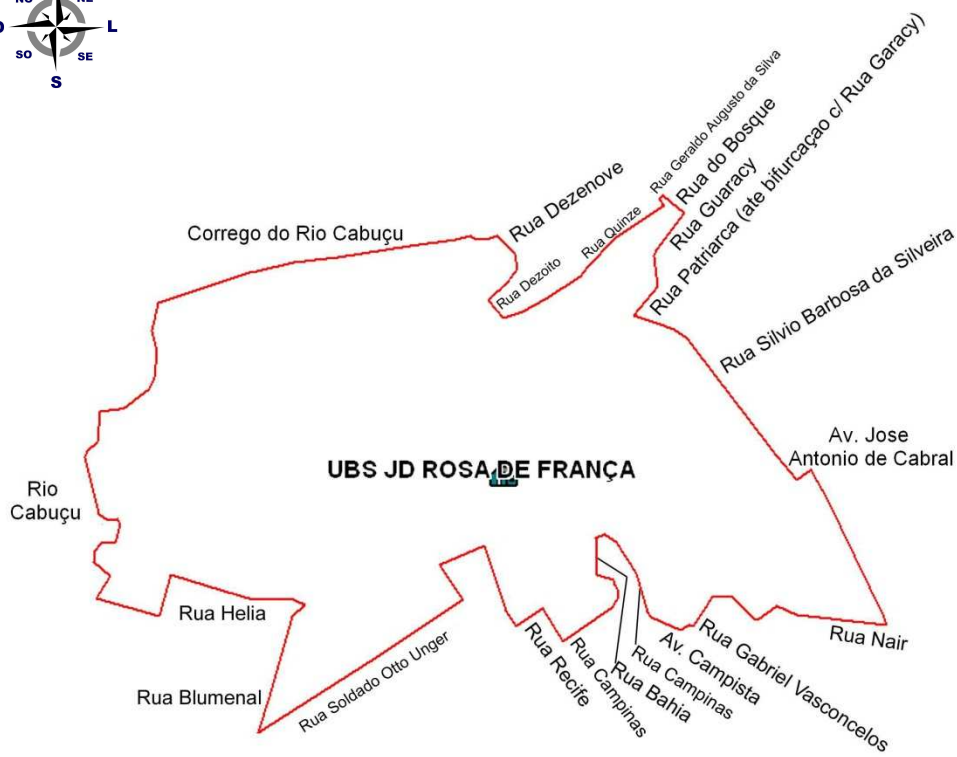 NO NE
O L
SO SE
S
Rua Geraldo Augusto da Silva
Rua do Bosque
Rua Guaracy
Rua Patriarca (ate bifurcaçao c/ Rua Garacy)
Rua Dezenove
Rua Quinze
Rua Dezoito
Corrego do Rio Cabuçu
Rua Silvio Barbosa da Silveira
Av. Jose
Antonio de Cabral
UBS JD ROSA DE FRANÇA
Rio
Cabuçu
Rua Helia
Rua Nair
Rua Blumenal
Rua Soldado Otto Unger
Rua Recife
Rua Campinas
Rua Bahia
Rua Campinas
Av. Campista
Rua Gabriel Vasconcelos